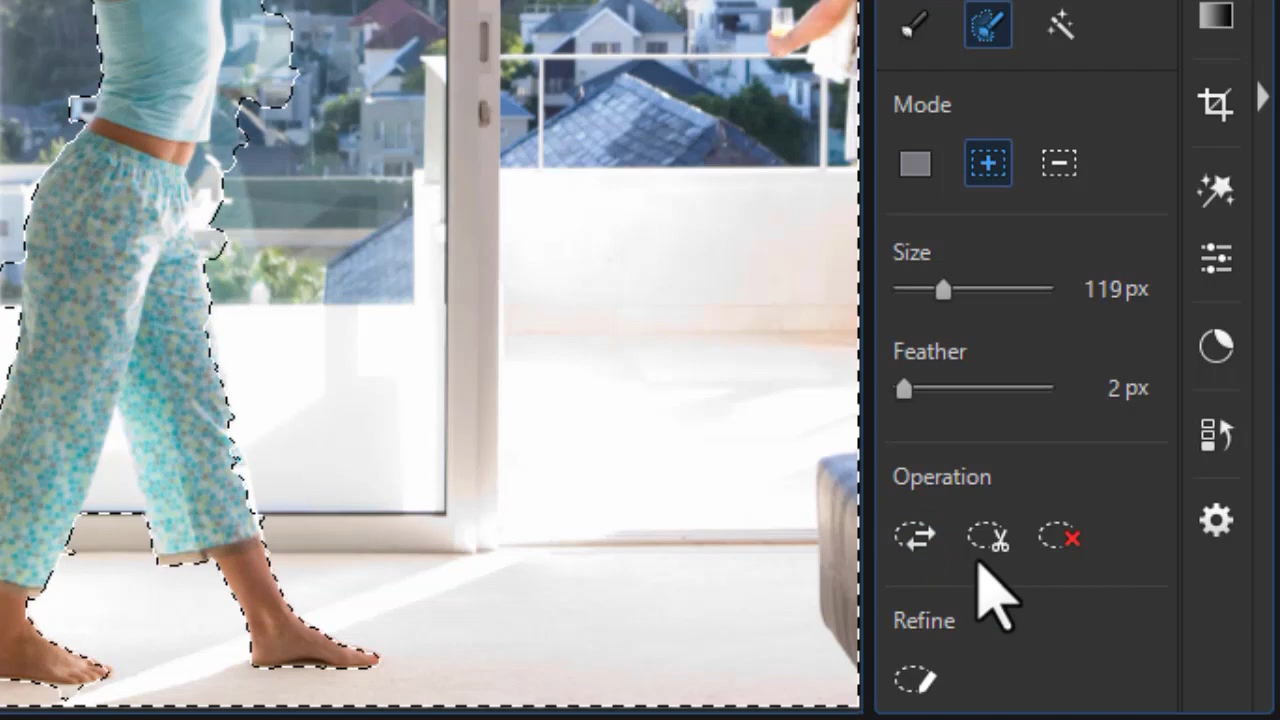 Mode
Size
119 px
Feather
2 px
Operation
Refine